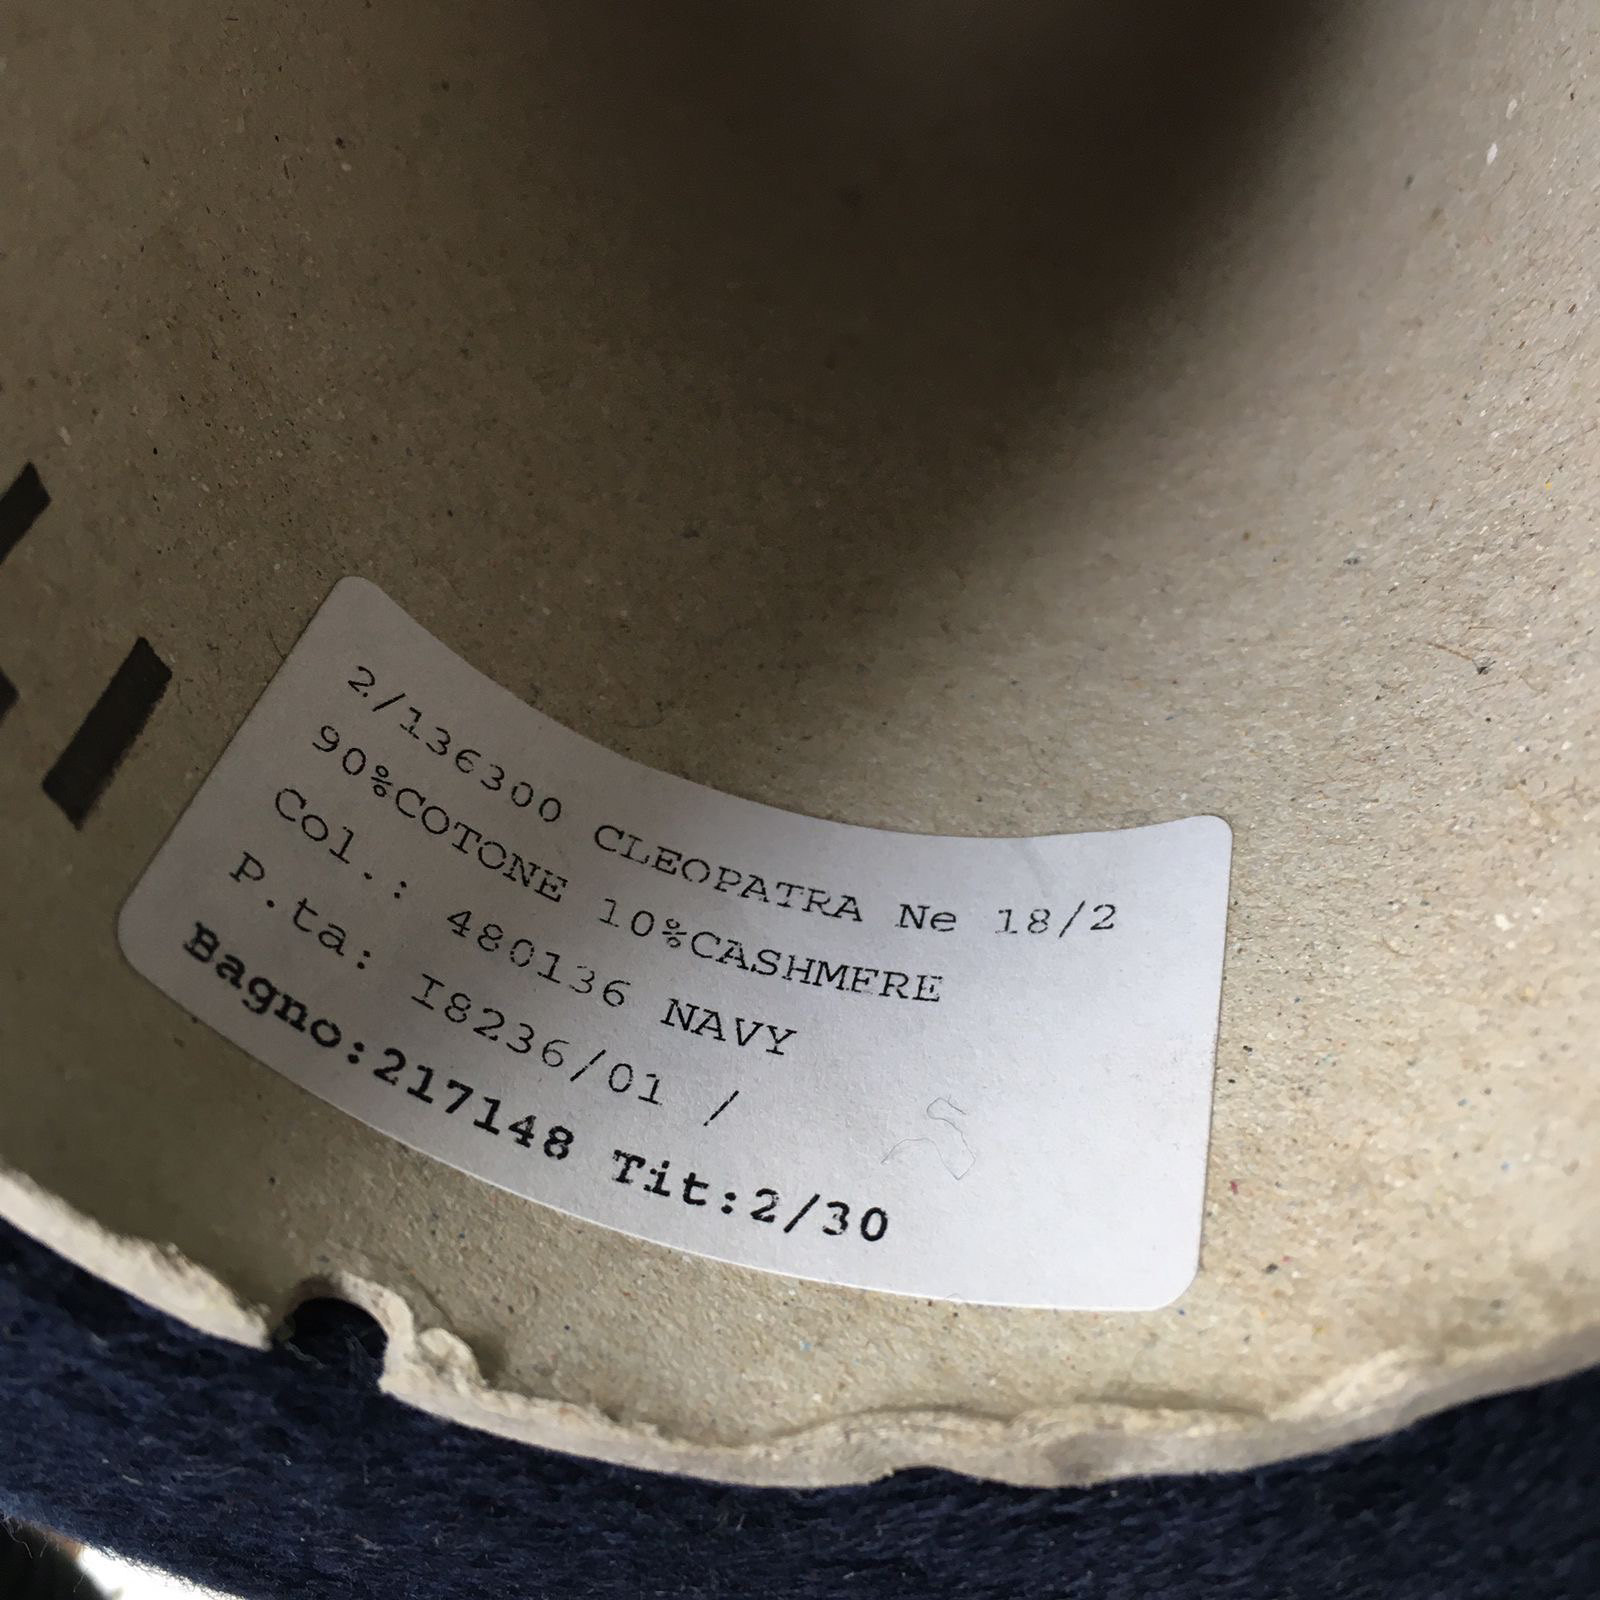 2/136300 CLEOPATRA Ne 18/2
90%COTONE 10%CASHMERE
Col.: 480136 NAVY
P.ta: I8236/01 /
Bagno:217148 Tit:2/30